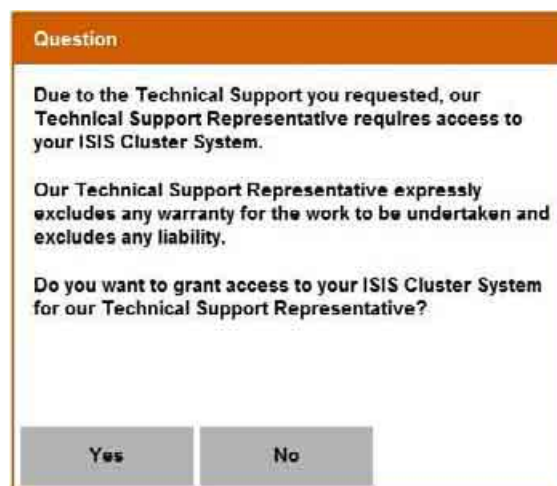 Question
Due to the Technical Support you requested, our
Technical Support Representative requires access to
your ISIS Cluster System.
Our Technical Support Representative expressly
excludes any warranty for the work to be undertaken and
excludes any liability.
Do you want to grant access to your ISIS Cluster System
for our Technical Support Representative?
Yes
No